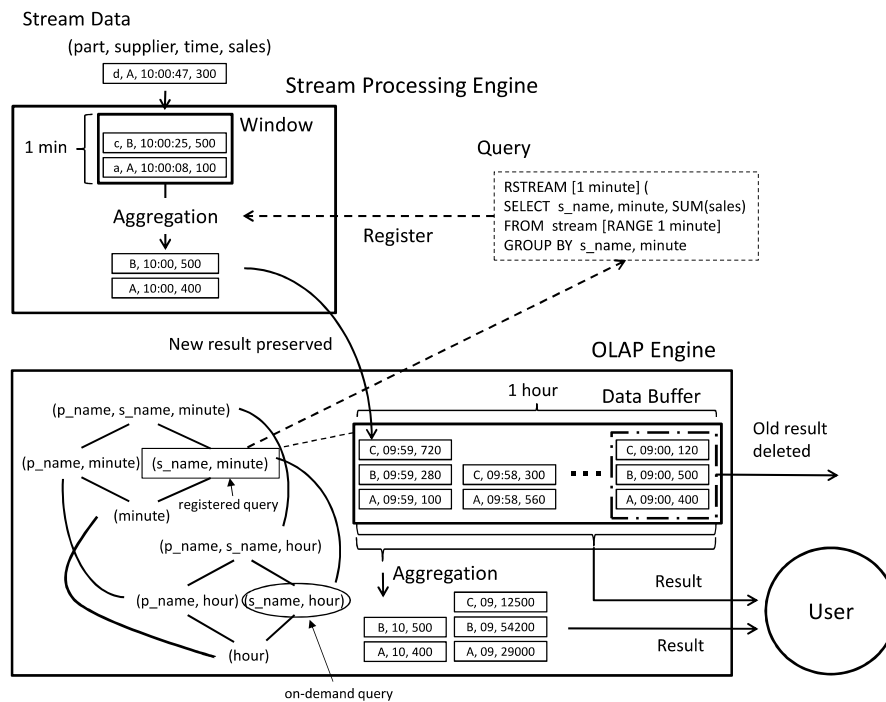 Stream Data
(part, supplier, time, sales)
d, A, 10:00:47, 300
Stream Processing Engine
Window
1 min
c, B, 10:00:25, 500
a, A, 10:00:08, 100
Aggregation
B, 10:00, 500
A, 10:00, 400
Query
RSTREAM [1 minute] (
SELECT s_name, minute, SUM(sales)
FROM stream [RANGE 1 minute]
GROUP BY s_name, minute
Register
New result preserved
OLAP Engine
(p_name, s_name, minute)
(p_name, minute)
(s_name, minute)
registered query
(minute)
(p_name, s_name, hour)
(p_name, hour)
(s_name, hour)
(hour)
on-demand query
1 hour
Data Buffer
C, 09:59, 720
B, 09:59, 280
A, 09:59, 100
C, 09:58, 300
A, 09:58, 560
C, 09:00, 120
B, 09:00, 500
A, 09:00, 400
Old result
deleted
Aggregation
C, 09, 12500
B, 10, 500
B, 09, 54200
A, 10, 400
A, 09, 29000
Result
Result
User